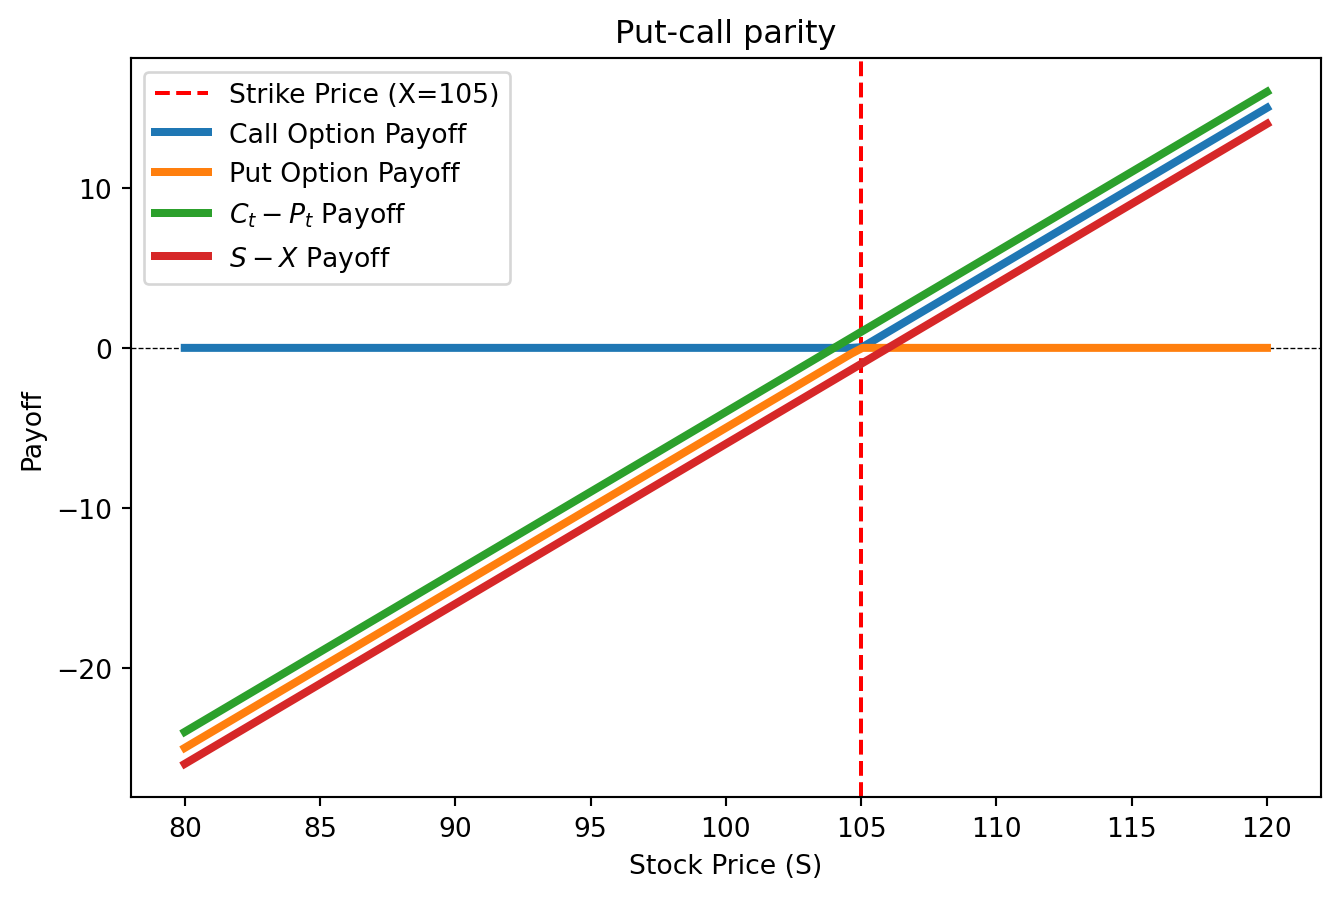 Put-call parity
Strike Price (X=105)
Call Option Payoff
Put Option Payoff
$C_t - P_t$ Payoff
$S - X$ Payoff
10
0
−10
−20
Payoff
80 85 90 95 100 105 110 115 120
Stock Price (S)